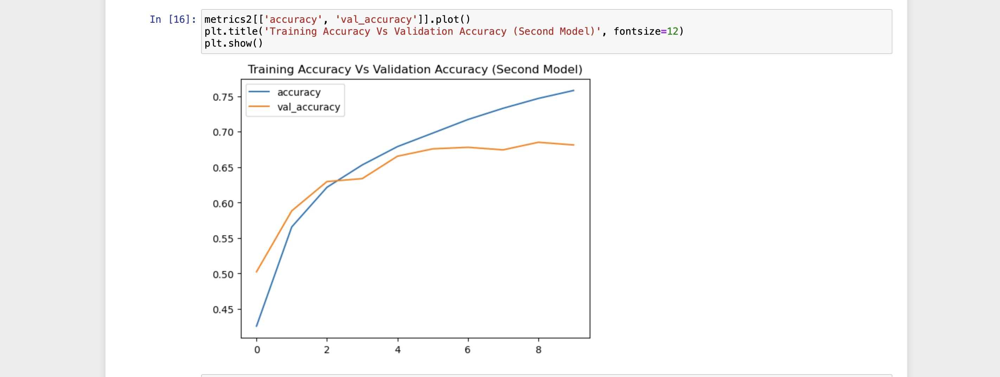 In [16]: metrics2[['accuracy', 'val_accuracy']].plot()
plt.title('Training Accuracy Vs Validation Accuracy (Second Model)', fontsize=12)
plt.show()
Training Accuracy Vs Validation Accuracy (Second Model)
accuracy
val_accuracy
0.75
0.70
0.65
0.60
0.55
0.50
0.45
0 2 4 6 8